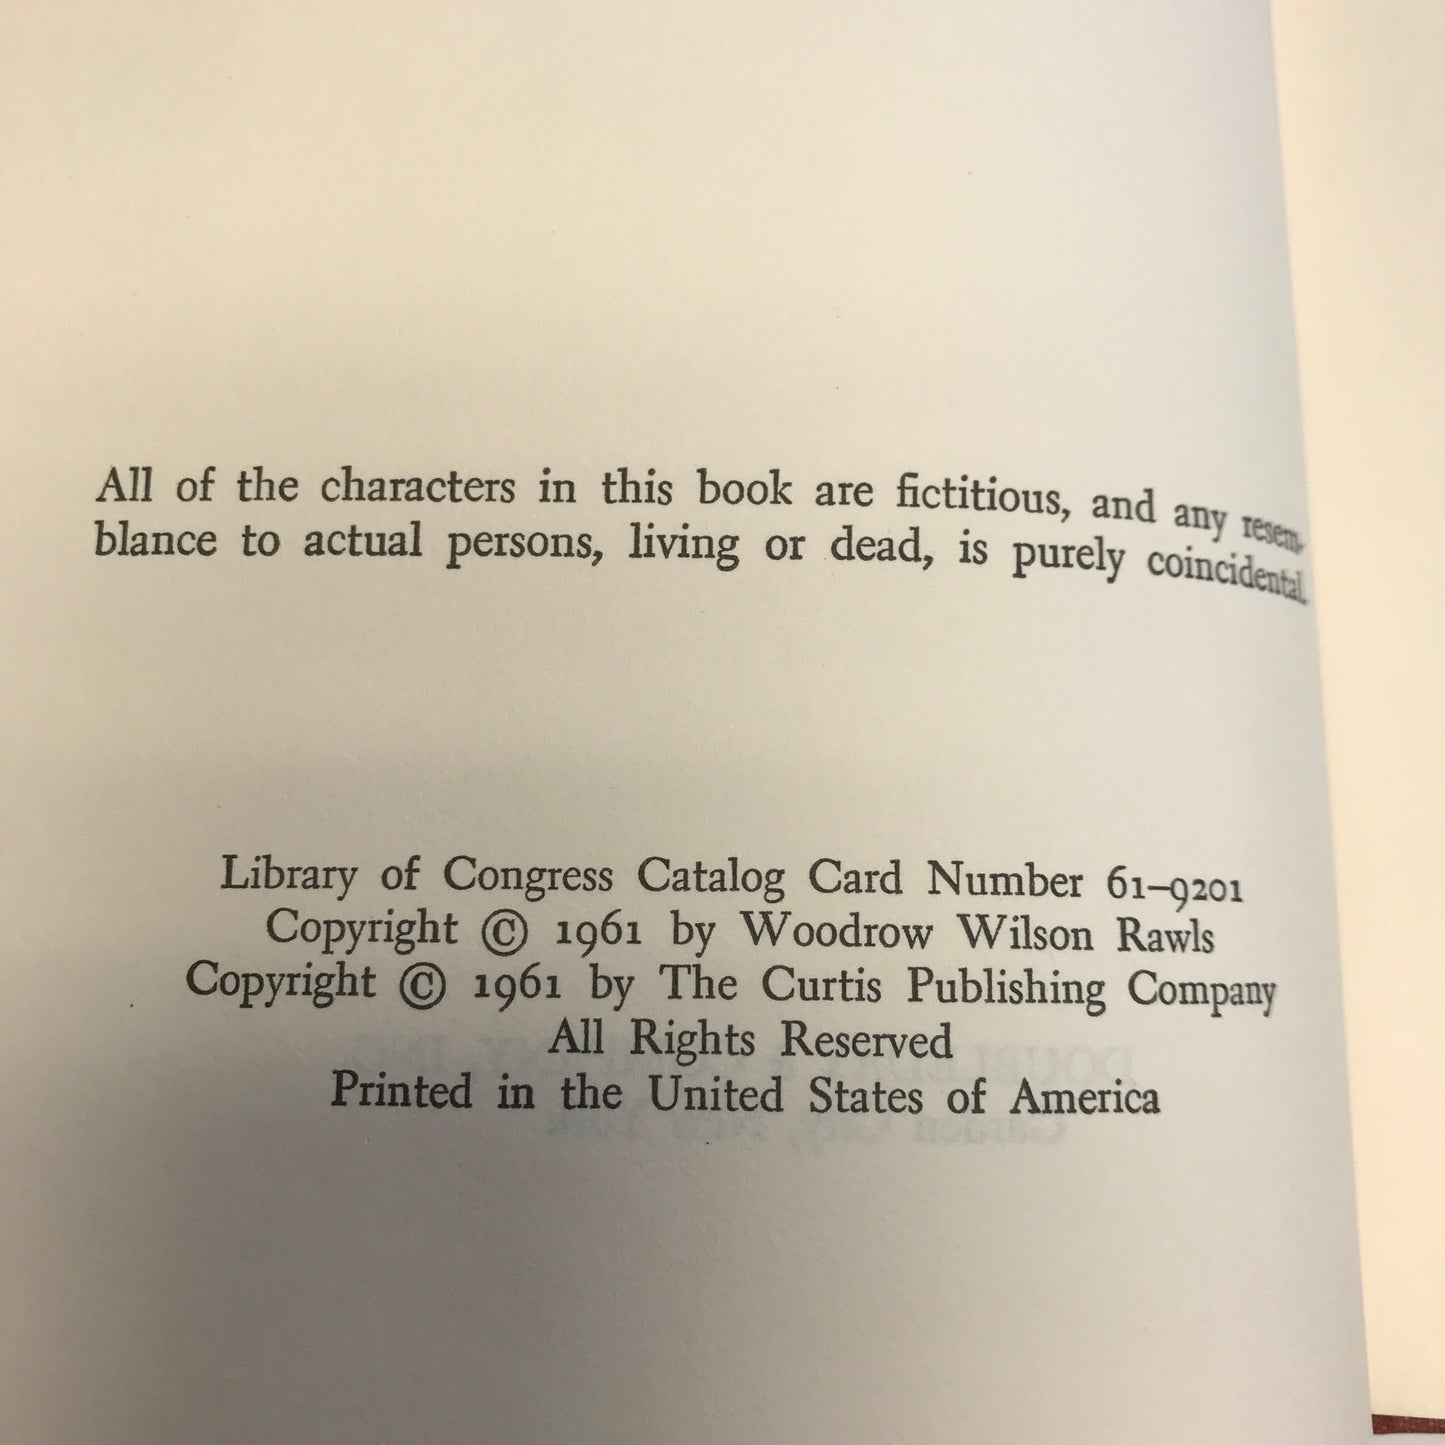 All of the characters in this book are fictitious, and any resem-
blance to actual persons, living or dead, is purely coincidental.
Library of Congress Catalog Card Number 61–9201
Copyright © 1961 by Woodrow Wilson Rawls
Copyright © 1961 by The Curtis Publishing Company
All Rights Reserved
Printed in the United States of America